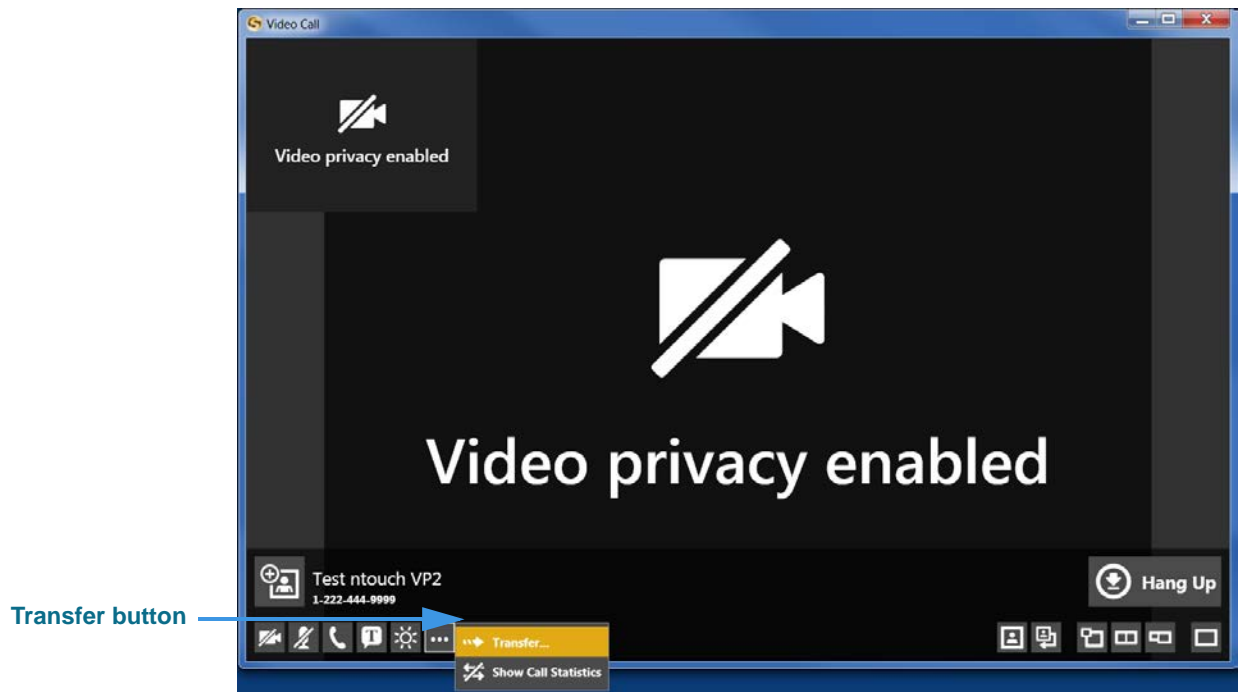 Video Call
Video privacy enabled
Video privacy enabled
Test ntouch VP2
1-222-444-9999
Hang Up
Transfer button
T
Transfer...
Show Call Statistics